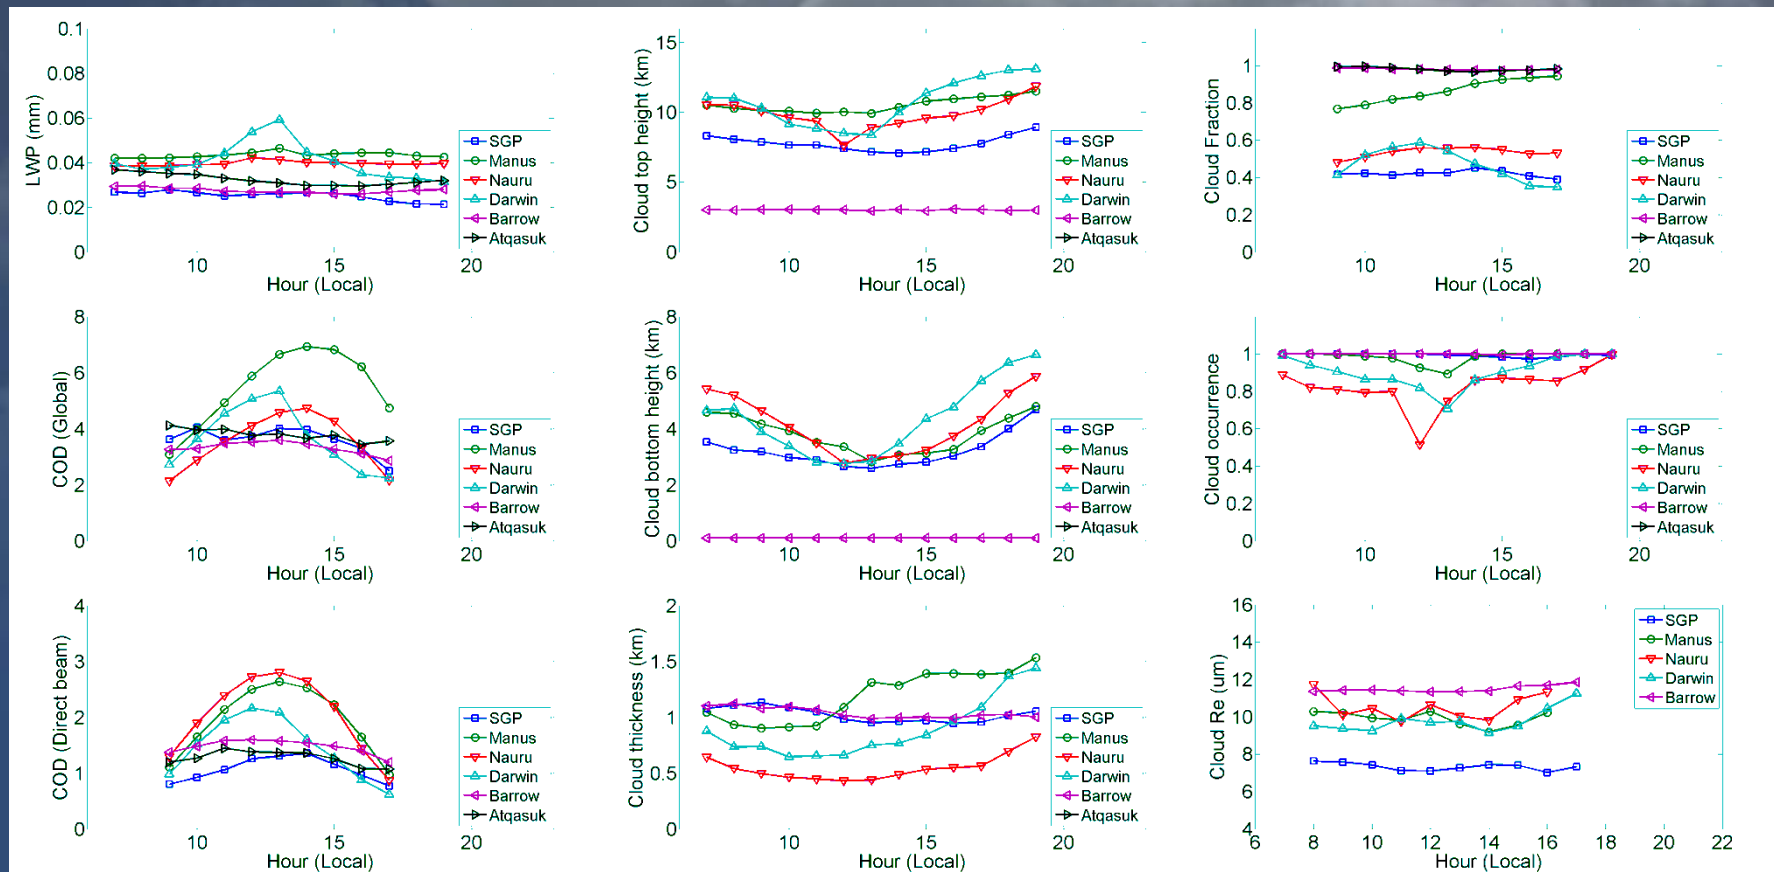 LWP (mm)
0.1
0.08
0.06
0.04
0.02
0
10
15
20
Hour (Local)
SGP
Manus
Nauru
Darwin
Barrow
Atqasuk
Cloud top height (km)
15
10
5
0
10
15
20
Hour (Local)
SGP
Manus
Nauru
Darwin
Barrow
Atqasuk
Cloud Fraction
1
0.8
0.6
0.4
0.2
0
10
15
20
Hour (Local)
SGP
Manus
Nauru
Darwin
Barrow
Atqasuk
COD (Global)
8
6
4
2
0
10
15
20
Hour (Local)
SGP
Manus
Nauru
Darwin
Barrow
Atqasuk
Cloud bottom height (km)
8
6
4
2
0
10
15
20
Hour (Local)
SGP
Manus
Nauru
Darwin
Barrow
Atqasuk
Cloud occurrence
1
0.8
0.6
0.4
0.2
0
10
15
20
Hour (Local)
SGP
Manus
Nauru
Darwin
Barrow
Atqasuk
COD (Direct beam)
4
3
2
1
0
10
15
20
Hour (Local)
SGP
Manus
Nauru
Darwin
Barrow
Atqasuk
Cloud thickness (km)
2
1.5
1
0.5
0
10
15
20
Hour (Local)
SGP
Manus
Nauru
Darwin
Barrow
Atqasuk
Cloud Re (um)
16
14
12
10
8
6
4
6
8
10
12
14
16
18
20
22
Hour (Local)
SGP
Manus
Nauru
Darwin
Barrow